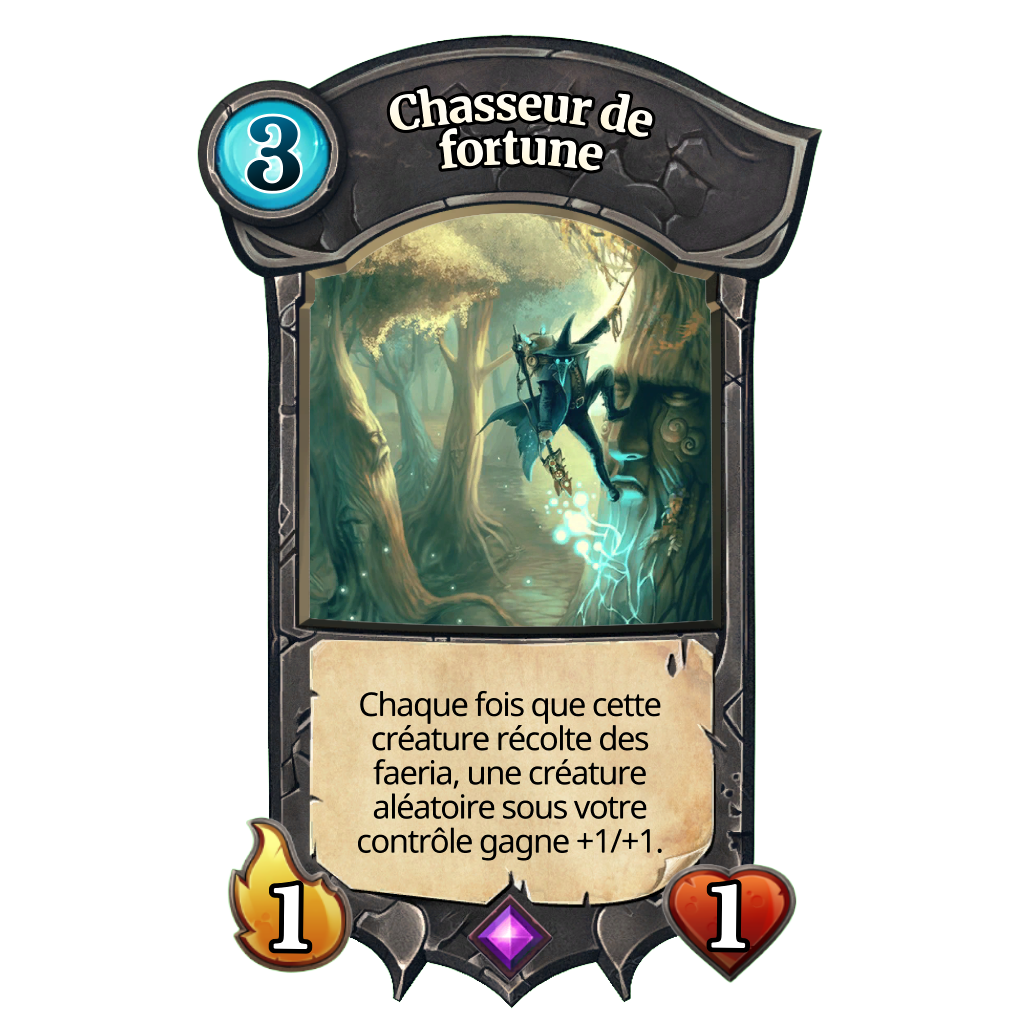 3
Chasseur de
fortune
Chaque fois que cette
créature récolte des
faeria, une créature
aléatoire sous votre
contrôle gagne +1/+1.
1
1